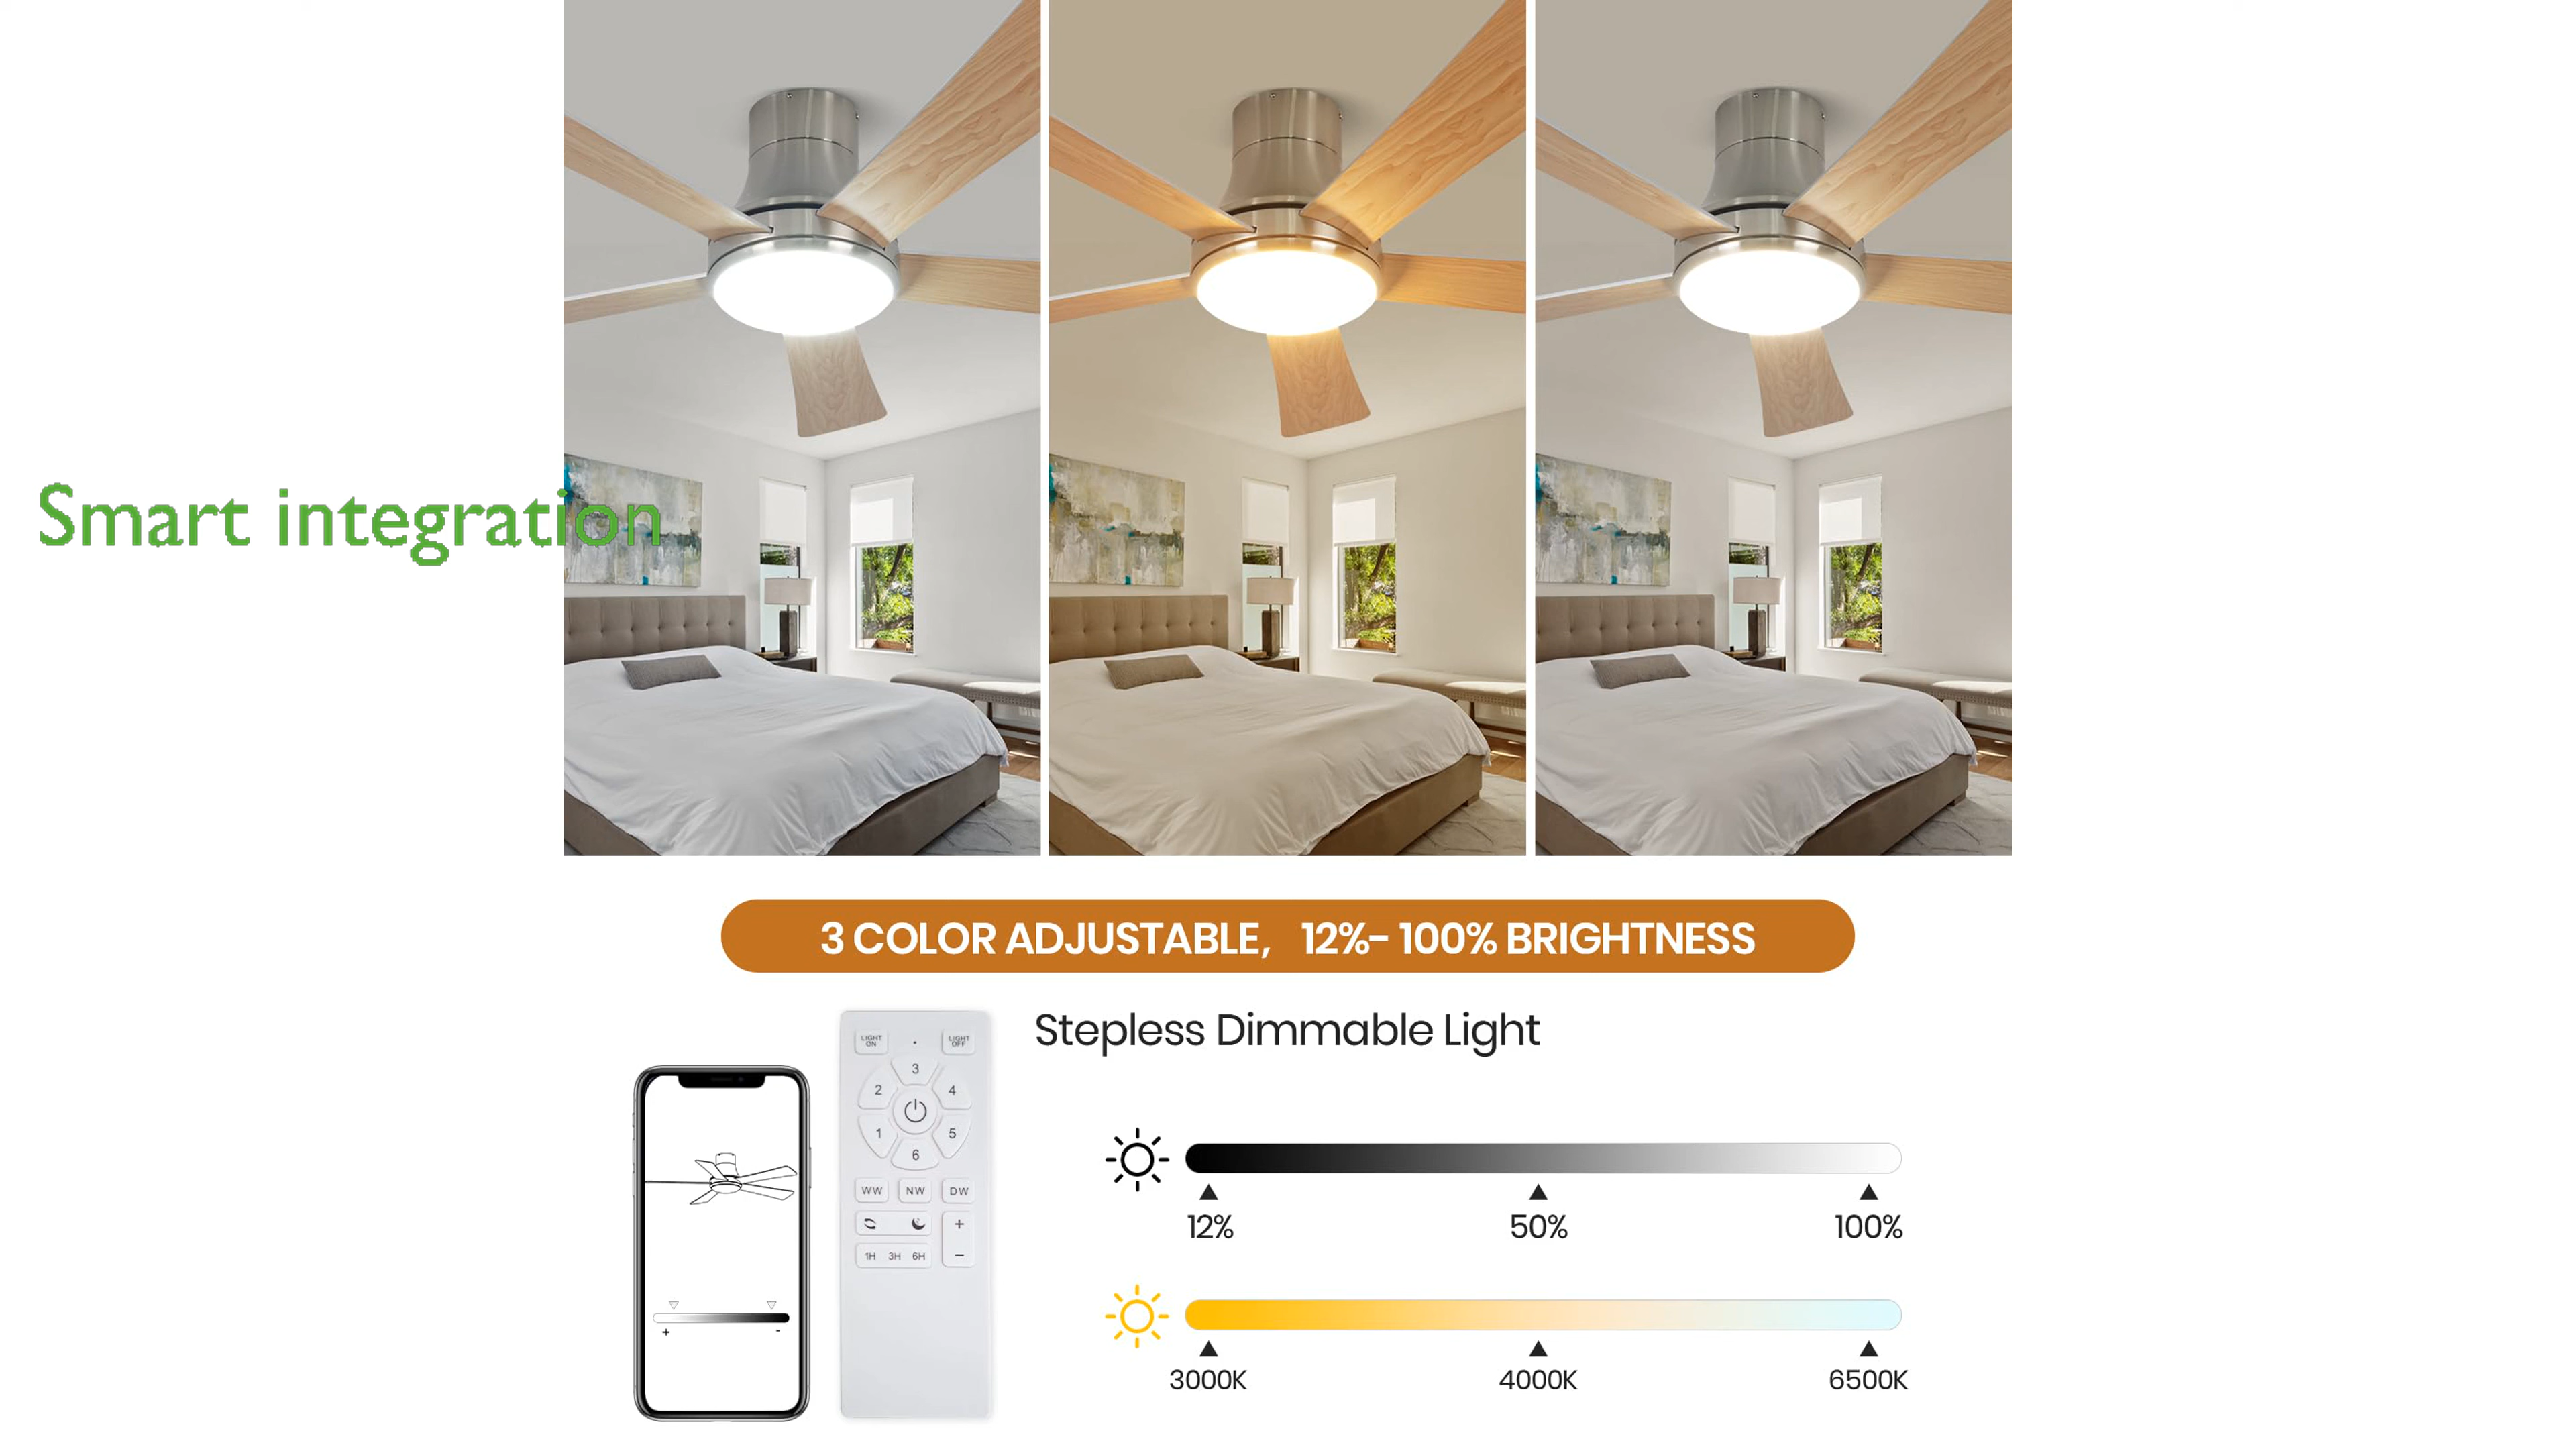 Smart integration
3 COLOR ADJUSTABLE, 12%- 100% BRIGHTNESS
Stepless Dimmable Light
LIGHT ON
LIGHT OFF
3
2
4
1
5
6
WW NW DW
+
1H 3H 6H
−
+ -
12% 50% 100%
3000K 4000K 6500K